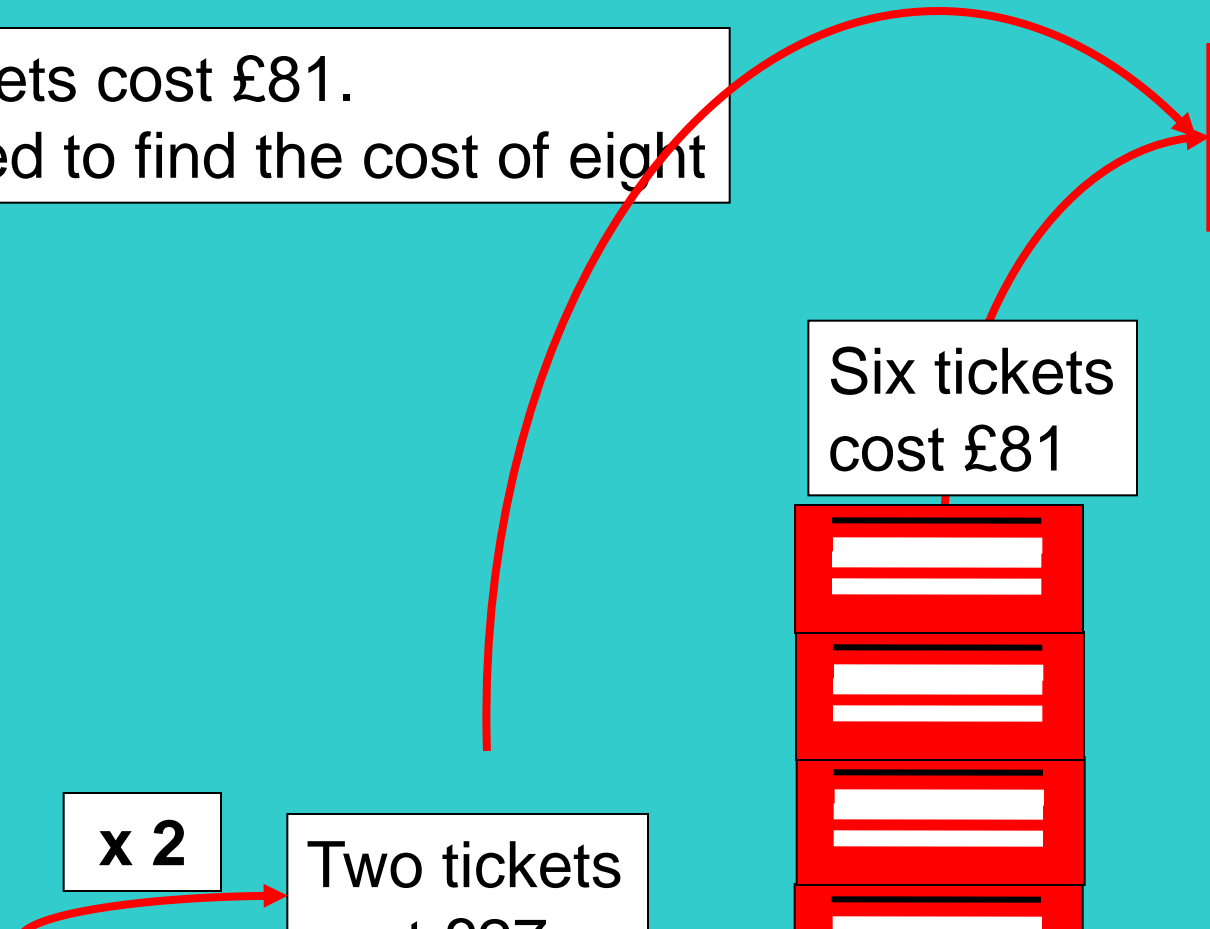 ets cost £81.
ed to find the cost of eight
Six tickets
cost £81
x 2
Two tickets